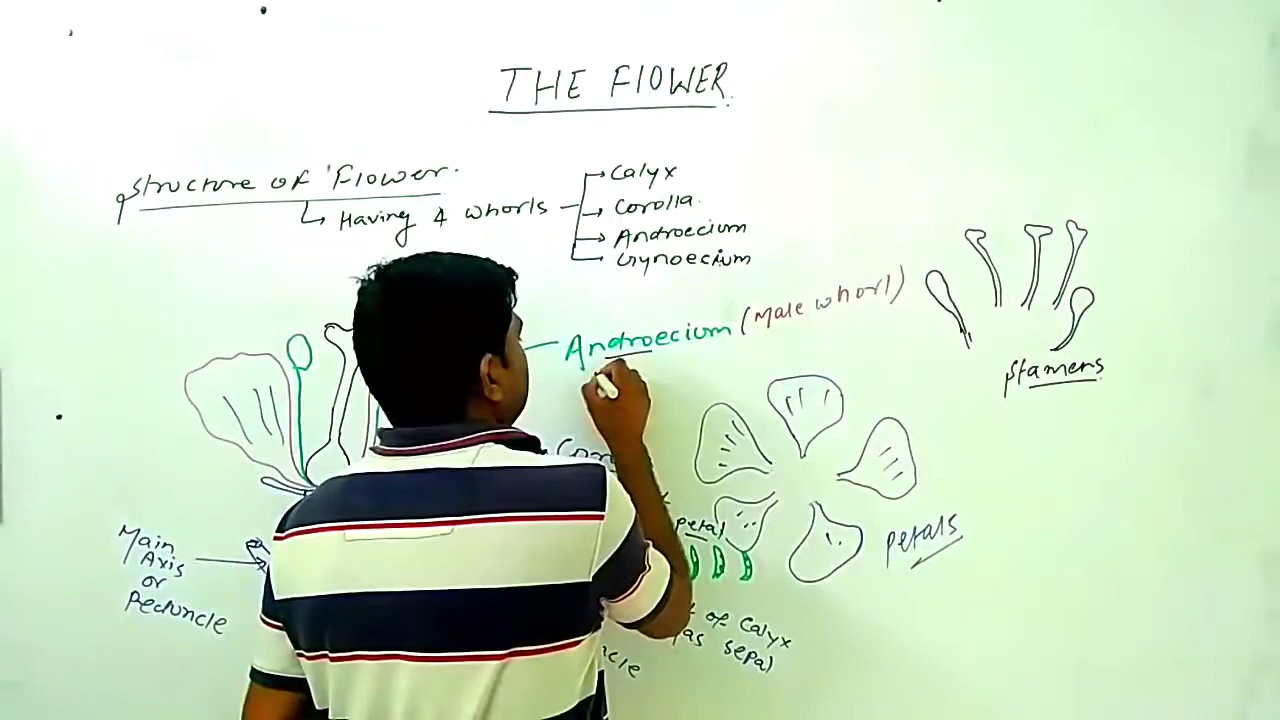 THE FlOWER.
Structure of Flower.
Having 4 whorls
Calyx
Corolla.
Androecium
Gynoecium
Androecium (Male whorl)
Stamens
petal
petals
Main
Axis
or
Peduncle
of Calyx
as sepal